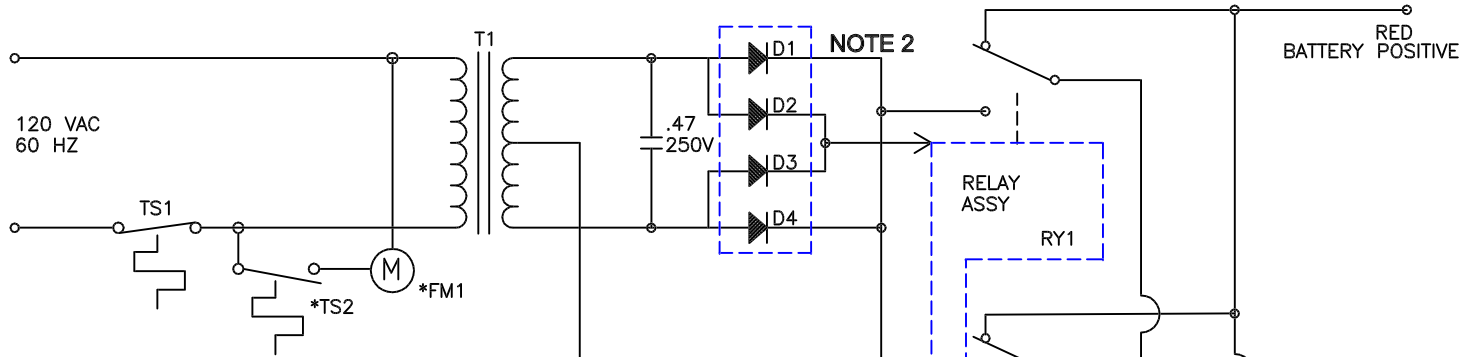 T1
D1
NOTE 2
RED
BATTERY POSITIVE
120 VAC
60 HZ
.47
250V
D2
D3
RELAY
ASSY
TS1
D4
RY1
M
*FM1
*TS2